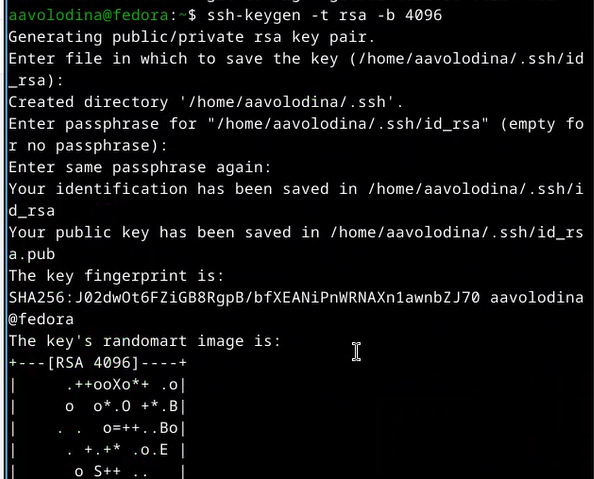 aavolodina@fedora:~$ ssh-keygen -t rsa -b 4096
Generating public/private rsa key pair.
Enter file in which to save the key (/home/aavolodina/.ssh/id
_rsa):
Created directory '/home/aavolodina/.ssh'.
Enter passphrase for "/home/aavolodina/.ssh/id_rsa" (empty fo
r no passphrase):
Enter same passphrase again:
Your identification has been saved in /home/aavolodina/.ssh/i
d_rsa
Your public key has been saved in /home/aavolodina/.ssh/id_rs
a.pub
The key fingerprint is:
SHA256:J02dwOt6FZiGB8RgpB/bfXEANiPnWRNAXn1awnbZJ70 aavolodina
@fedora
The key's randomart image is:
+---[RSA 4096]----+
|     .++ooXo*+ .o|
|     o  o*.O +*.B|
|    . .  o=++..Bo|
|     . +.+* .o.E |
|      o S++ ..   |